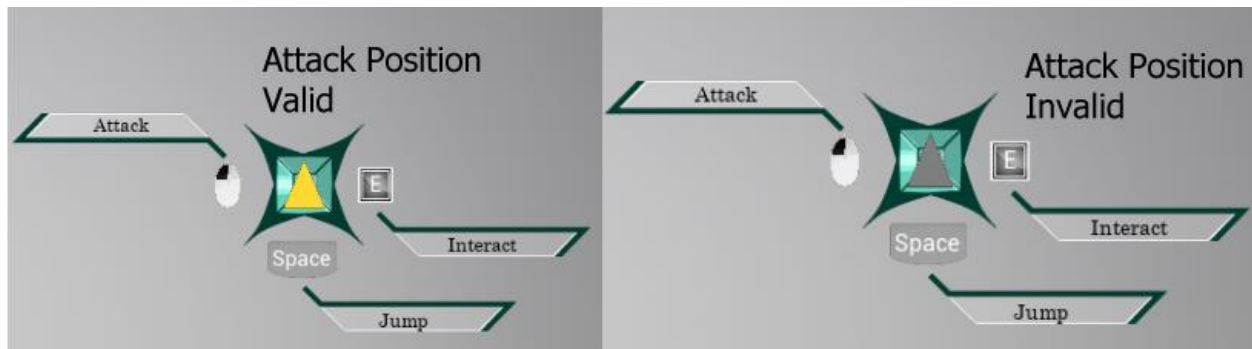 Attack Position
Valid
Attack
E
Interact
Space
Jump
Attack Position
Invalid
Attack
E
Interact
Space
Jump